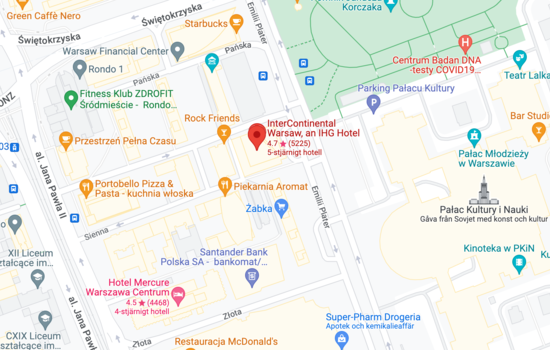 Green Caffè Nero
Świętokrzyska
Starbucks
Emilii Plater
Korczaka
Świętokrzyska
Warsaw Financial Center
Pańska
Rondo 1
Centrum Badan DNA
-testy COVID19...
Teatr Lalka
Pańska
Fitness Klub ZDROFIT
Śródmieście - Rondo...
Parking Pałacu Kultury
Rock Friends
InterContinental
Warsaw, an IHG Hotel
4.7 ★ (5225)
5-stjärnigt hotell
Bar Studio
Przestrzeń Pełna Czasu
Pałac Młodzieży
w Warszawie
al. Jana Pawła II
Portobello Pizza &
Pasta - kuchnia włoska
Piekarnia Aromat
Emilii Plater
Żabka
Pałac Kultury i Nauki
Gåva från Sovjet med konst och kultur
Sienna
XII Liceum
ształcące im...
Santander Bank
Polska SA - bankomat/...
Kinoteka w PKiN
Hotel Mercure
Warszawa Centrum
4.5 ★ (4468)
4-stjärnigt hotell
al. Jana Pawła
Złota
Złota
CXIX Liceum
ształcące im...
Super-Pharm Drogeria
Apotek och kemikalieaffär
Restauracja McDonald's